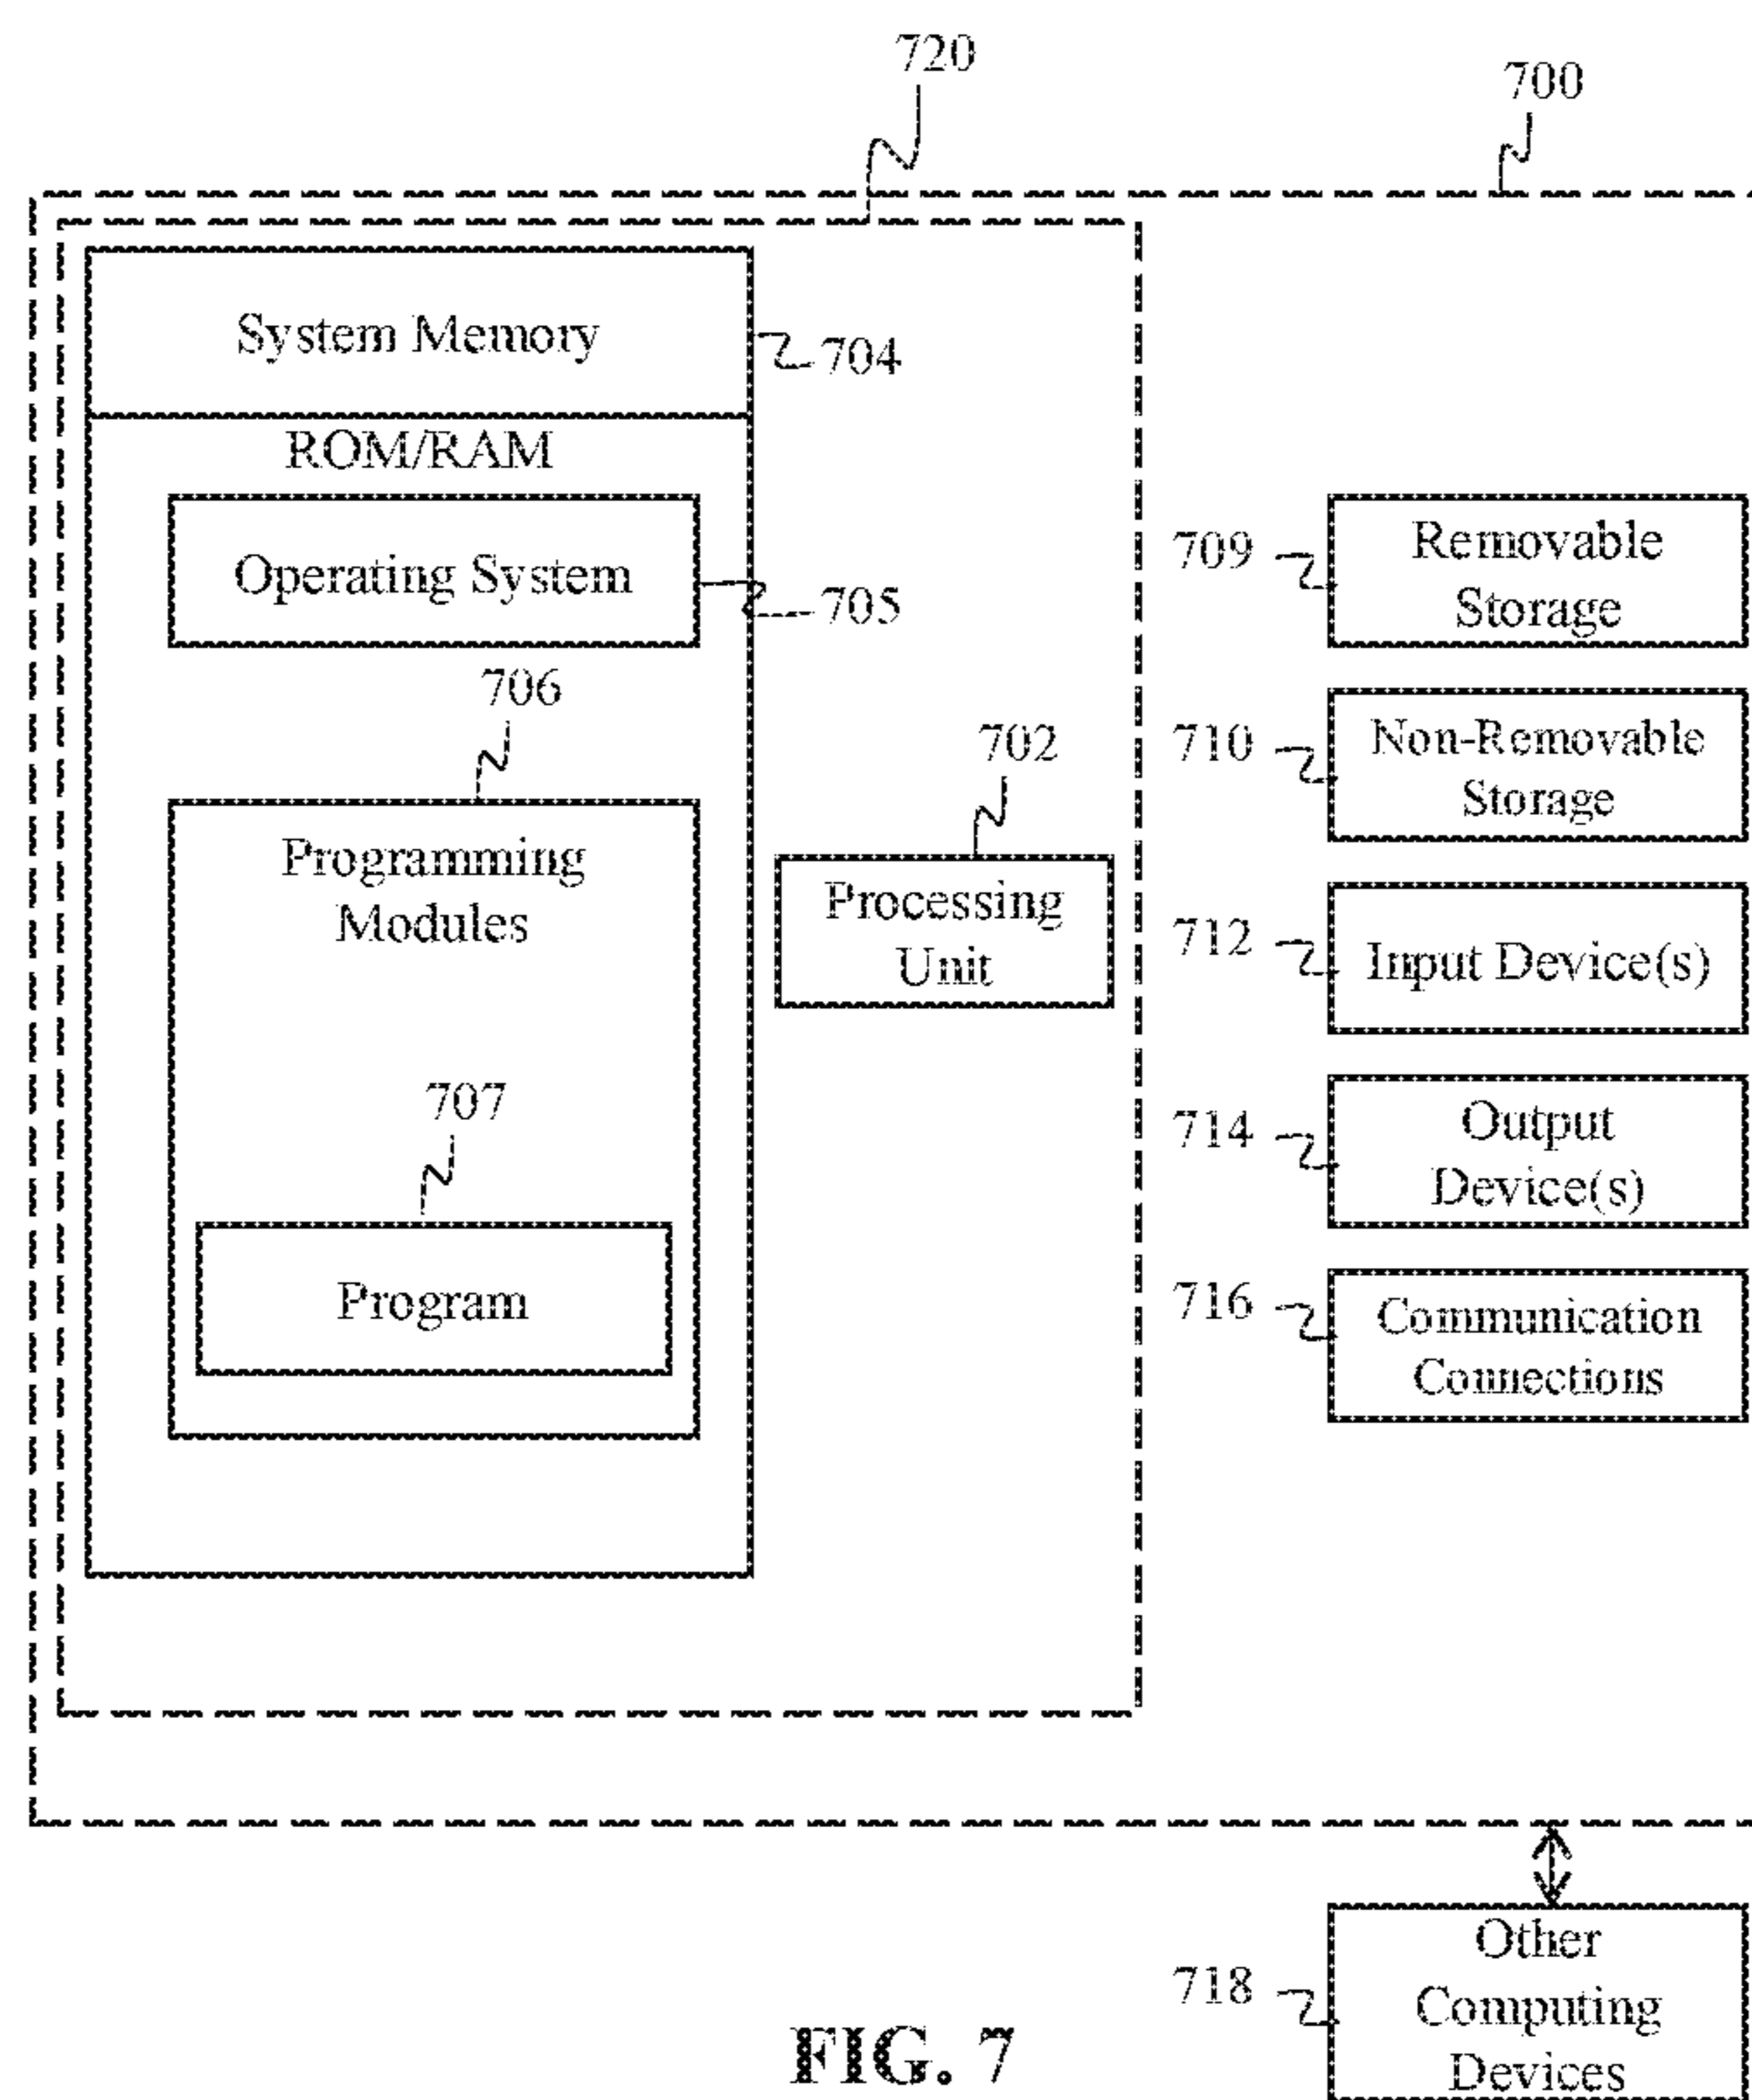 720
700
System Memory
704
ROM/RAM
Operating System
705
706
Programming
Modules
707
Program
702
Processing
Unit
709
Removable
Storage
710
Non-Removable
Storage
712
Input Device(s)
714
Output
Device(s)
716
Communication
Connections
718
Other
Computing
Devices
FIG. 7